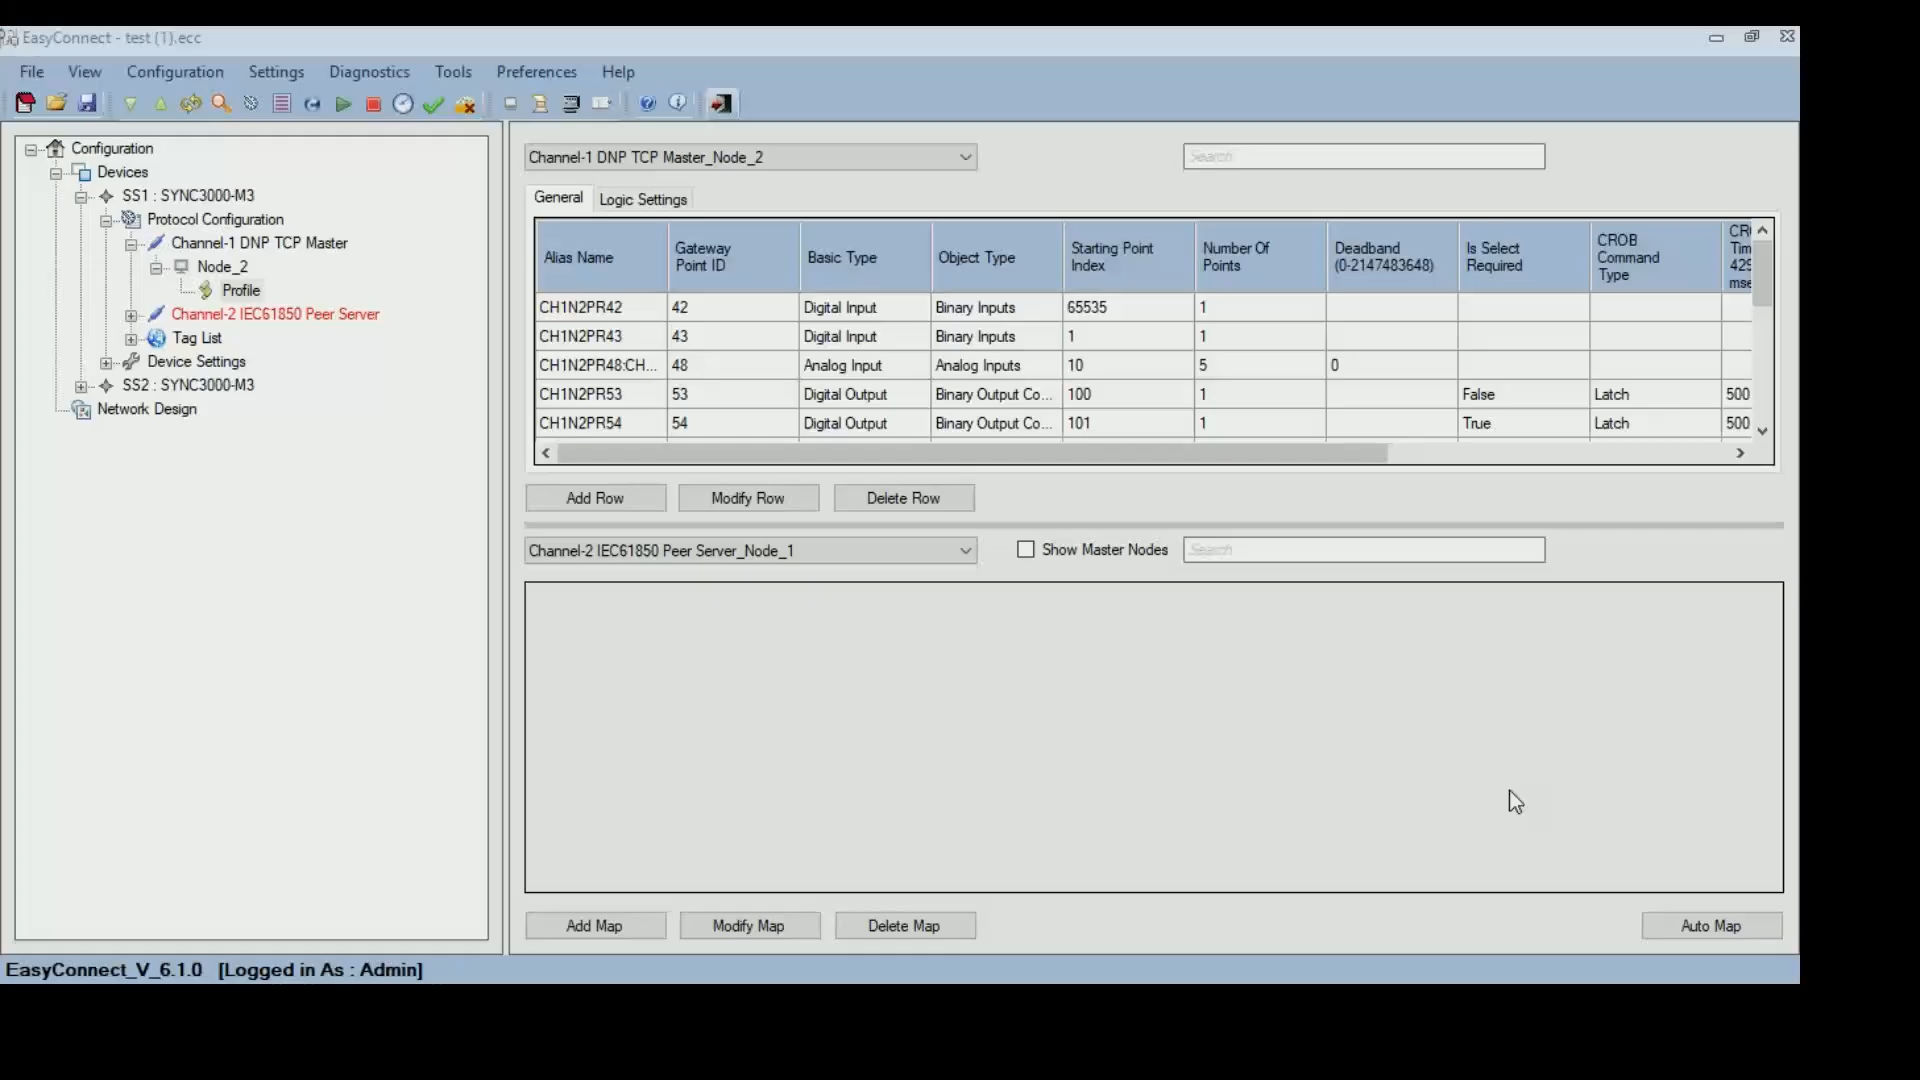 EasyConnect - test (1).ecc
File View Configuration Settings Diagnostics Tools Preferences Help
Configuration
Devices
SS1 : SYNC3000-M3
Protocol Configuration
Channel-1 DNP TCP Master
Node_2
Profile
Channel-2 IEC61850 Peer Server
Tag List
Device Settings
SS2 : SYNC3000-M3
Network Design
Channel-1 DNP TCP Master_Node_2
Search
General Logic Settings
Alias Name Gateway Point ID Basic Type Object Type Starting Point Index Number Of Points Deadband (0-2147483648) Is Select Required CROB Command Type
CH1N2PR42 42 Digital Input Binary Inputs 65535 1
CH1N2PR43 43 Digital Input Binary Inputs 1 1
CH1N2PR48:CH... 48 Analog Input Analog Inputs 10 5 0
CH1N2PR53 53 Digital Output Binary Output Co... 100 1 False Latch 500
CH1N2PR54 54 Digital Output Binary Output Co... 101 1 True Latch 500
Add Row Modify Row Delete Row
Channel-2 IEC61850 Peer Server_Node_1
Show Master Nodes
Search
Add Map Modify Map Delete Map Auto Map
EasyConnect_V_6.1.0 [Logged in As : Admin]